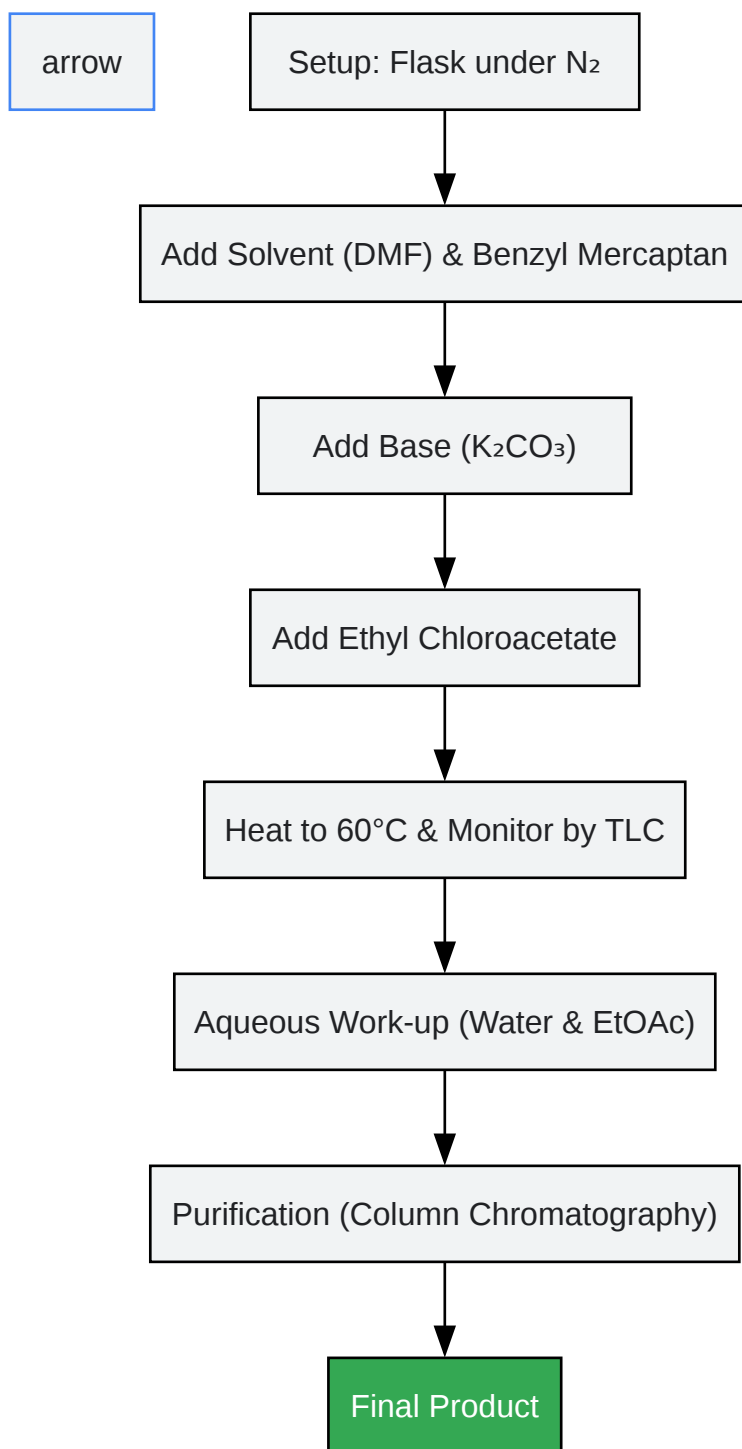 arrow
Setup: Flask under N₂
Add Solvent (DMF) & Benzyl Mercaptan
Add Base (K₂CO₃)
Add Ethyl Chloroacetate
Heat to 60°C & Monitor by TLC
Aqueous Work-up (Water & EtOAc)
Purification (Column Chromatography)
Final Product